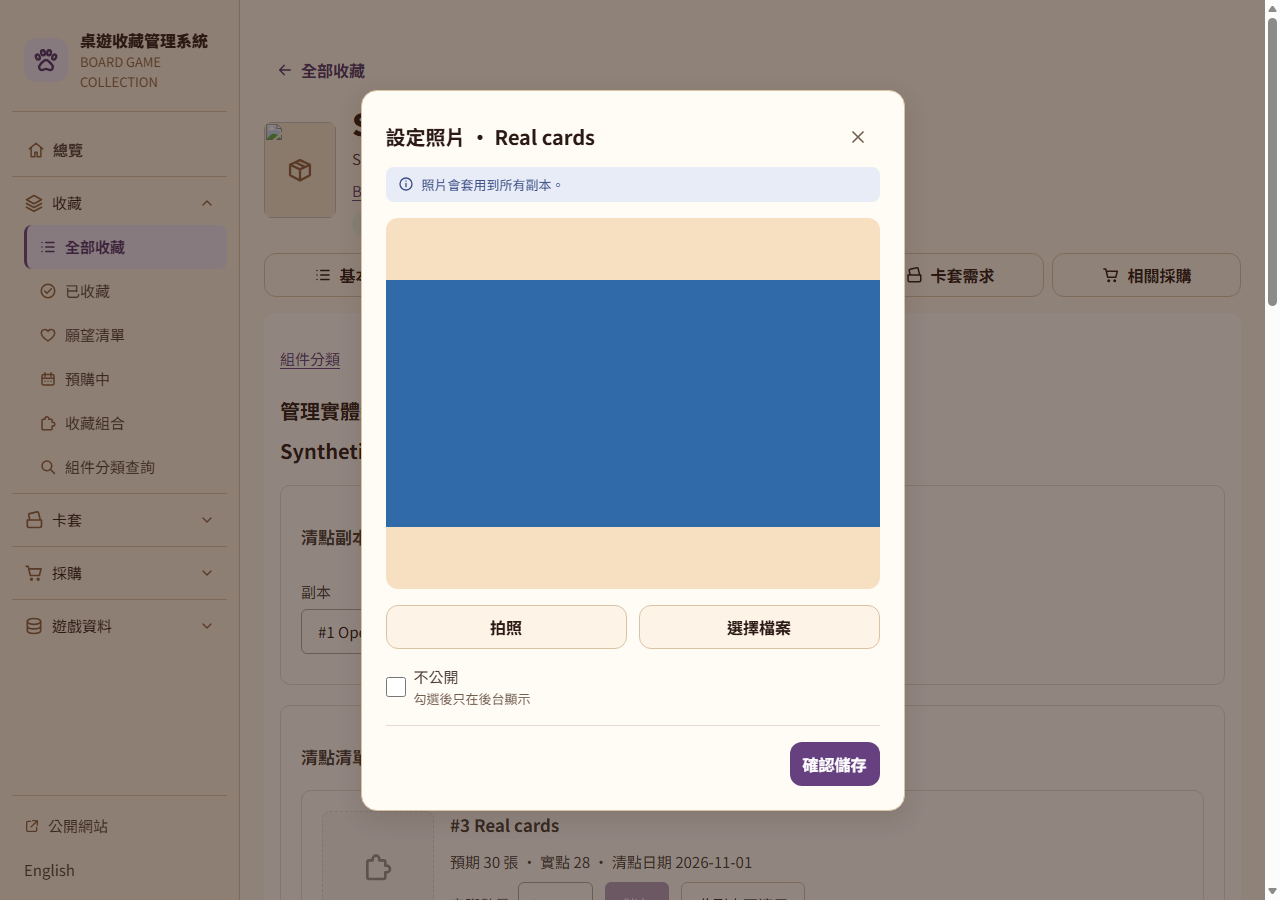 桌遊收藏管理系統
BOARD GAME
COLLECTION
總覽
收藏
全部收藏
已收藏
願望清單
預購中
收藏組合
組件分類查詢
卡套
採購
遊戲資料
公開網站
English
全部收藏
卡套需求
相關採購
組件分類
管理實體
清點副本
副本
清點清單
設定照片 · Real cards
照片會套用到所有副本。
拍照
選擇檔案
不公開
勾選後只在後台顯示
確認儲存
#3 Real cards
預期 30 張 · 實點 28 · 清點日期 2026-11-01